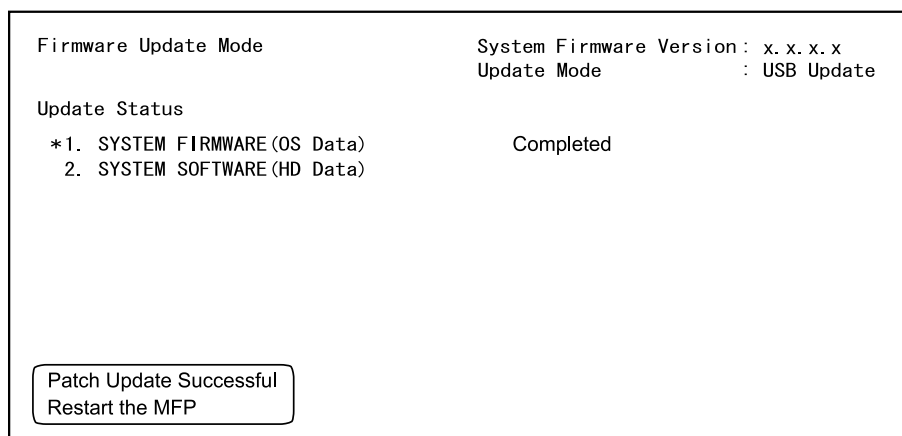 Firmware Update Mode
System Firmware Version : x. x. x. x
Update Mode : USB Update
Update Status
*1. SYSTEM FIRMWARE(OS Data) Completed
2. SYSTEM SOFTWARE(HD Data)
Patch Update Successful
Restart the MFP